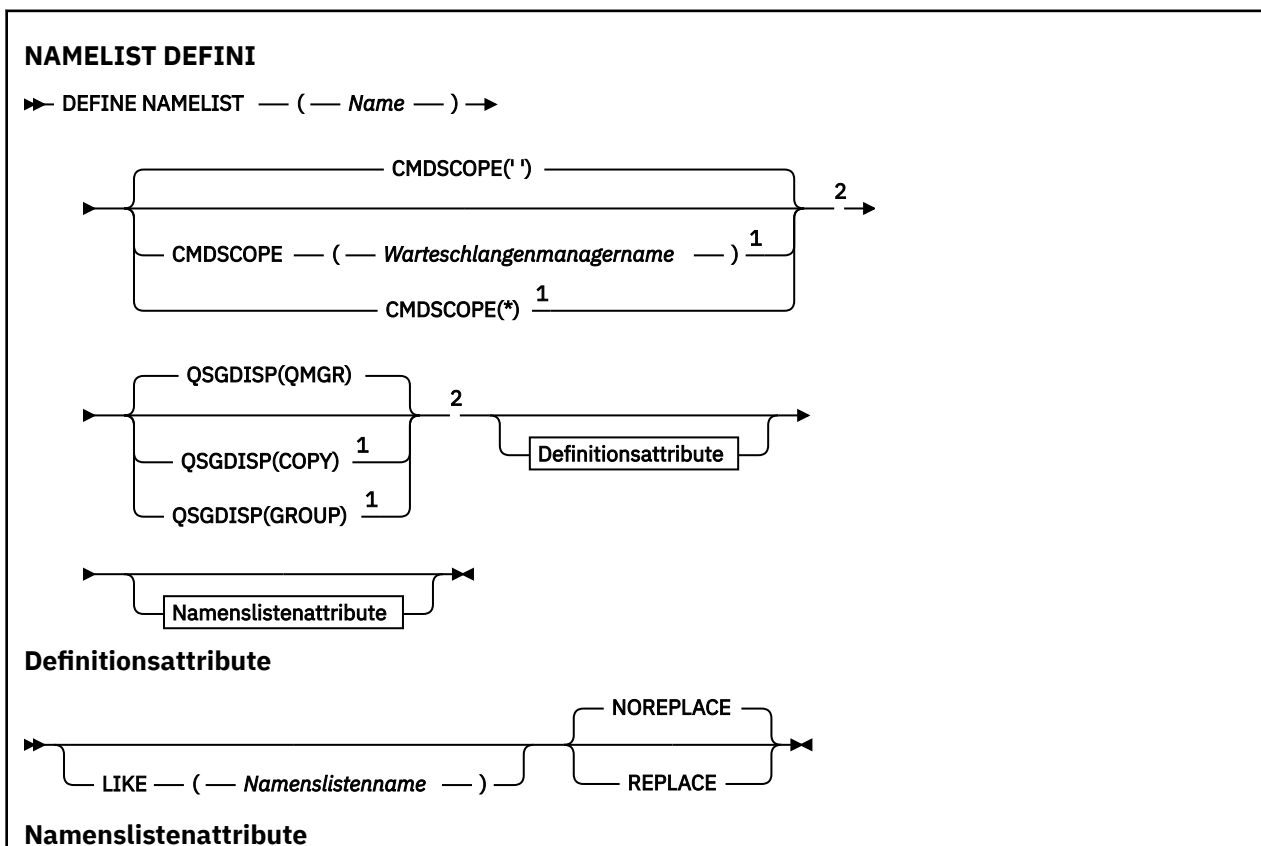 NAMELIST DEFINI
DEFINE NAMELIST ( Name )
CMDSCOPE(' ')
2
CMDSCOPE ( Warteschlangenmanagername ) 1
CMDSCOPE(*) 1
QSGDISP(QMGR)
2
QSGDISP(COPY) 1
Definitionsattribute
QSGDISP(GROUP) 1
Namenslistenattribute
Definitionsattribute
NOREPLACE
LIKE ( Namenslistenname ) REPLACE
Namenslistenattribute